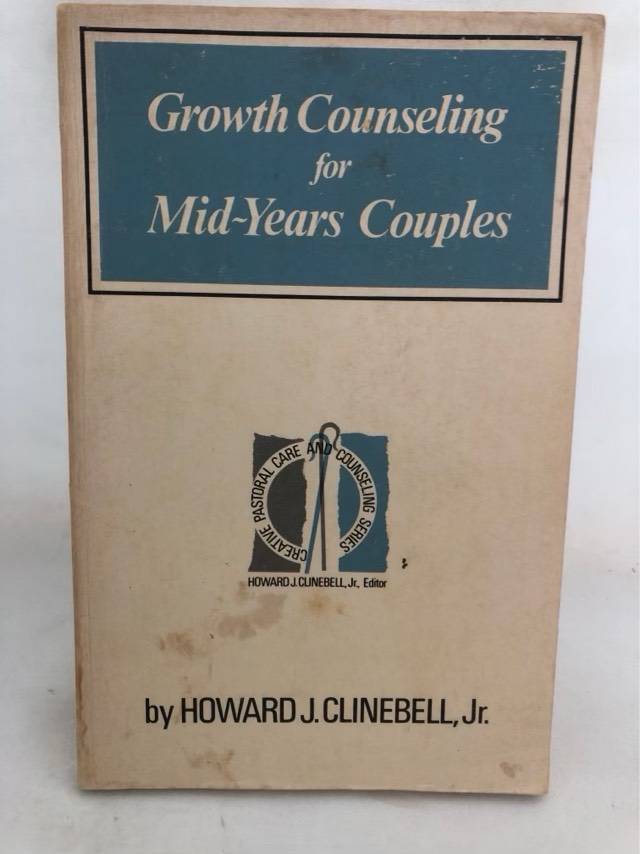 Growth Counseling
for
Mid~Years Couples
CREATIVE PASTORAL CARE AND COUNSELING SERIES
HOWARD J. CLINEBELL, Jr., Editor
by HOWARD J. CLINEBELL, Jr.